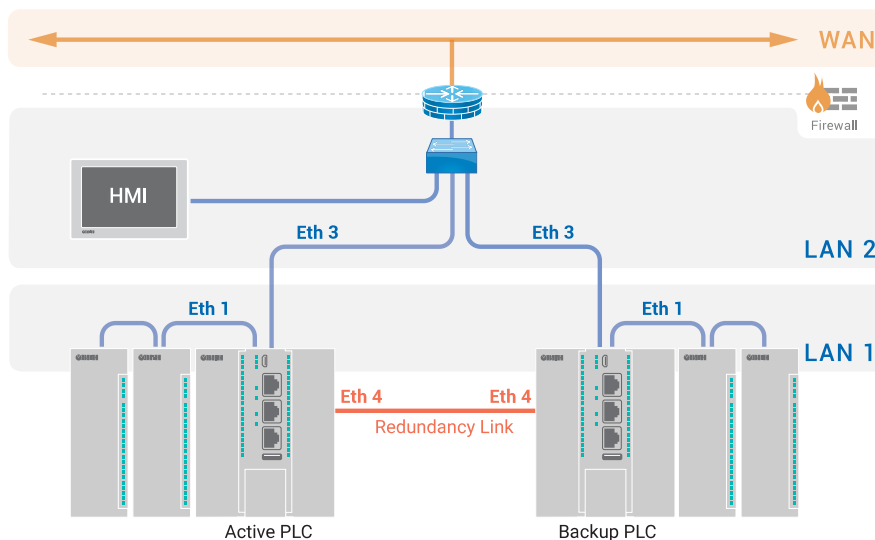 WAN
Firewall
HMI
Eth 3
Eth 3
LAN 2
Eth 1
Eth 1
LAN 1
Eth 4
Eth 4
Redundancy Link
Active PLC
Backup PLC